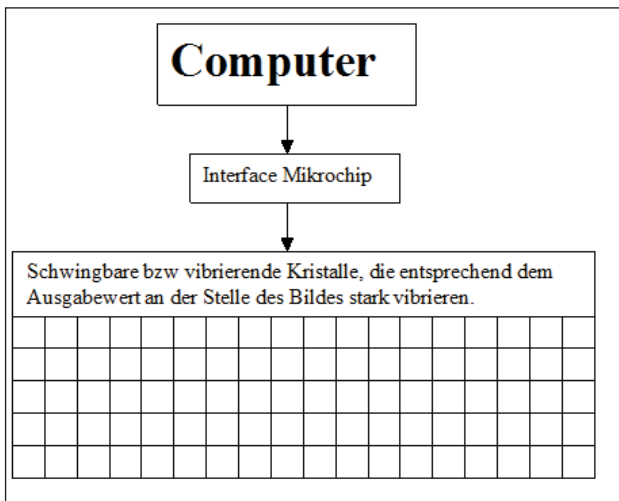 Computer
Interface Mikrochip
Schwingbare bzw vibrierende Kristalle, die entsprechend dem
Ausgabewert an der Stelle des Bildes stark vibrieren.